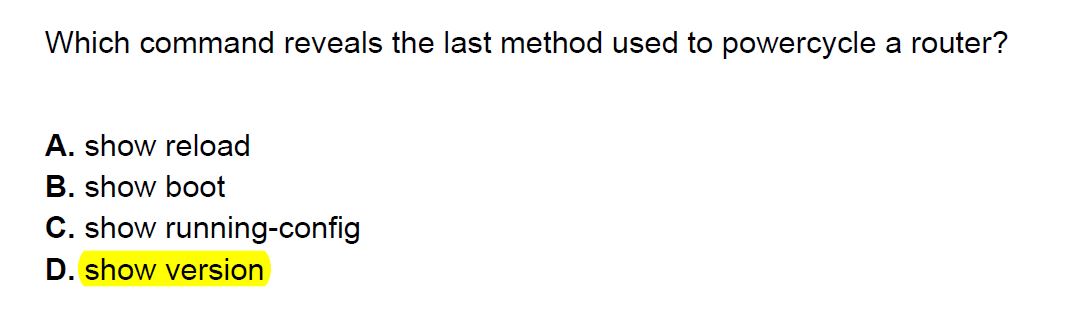 Which command reveals the last method used to powercycle a router?
A. show reload
B. show boot
C. show running-config
D. show version